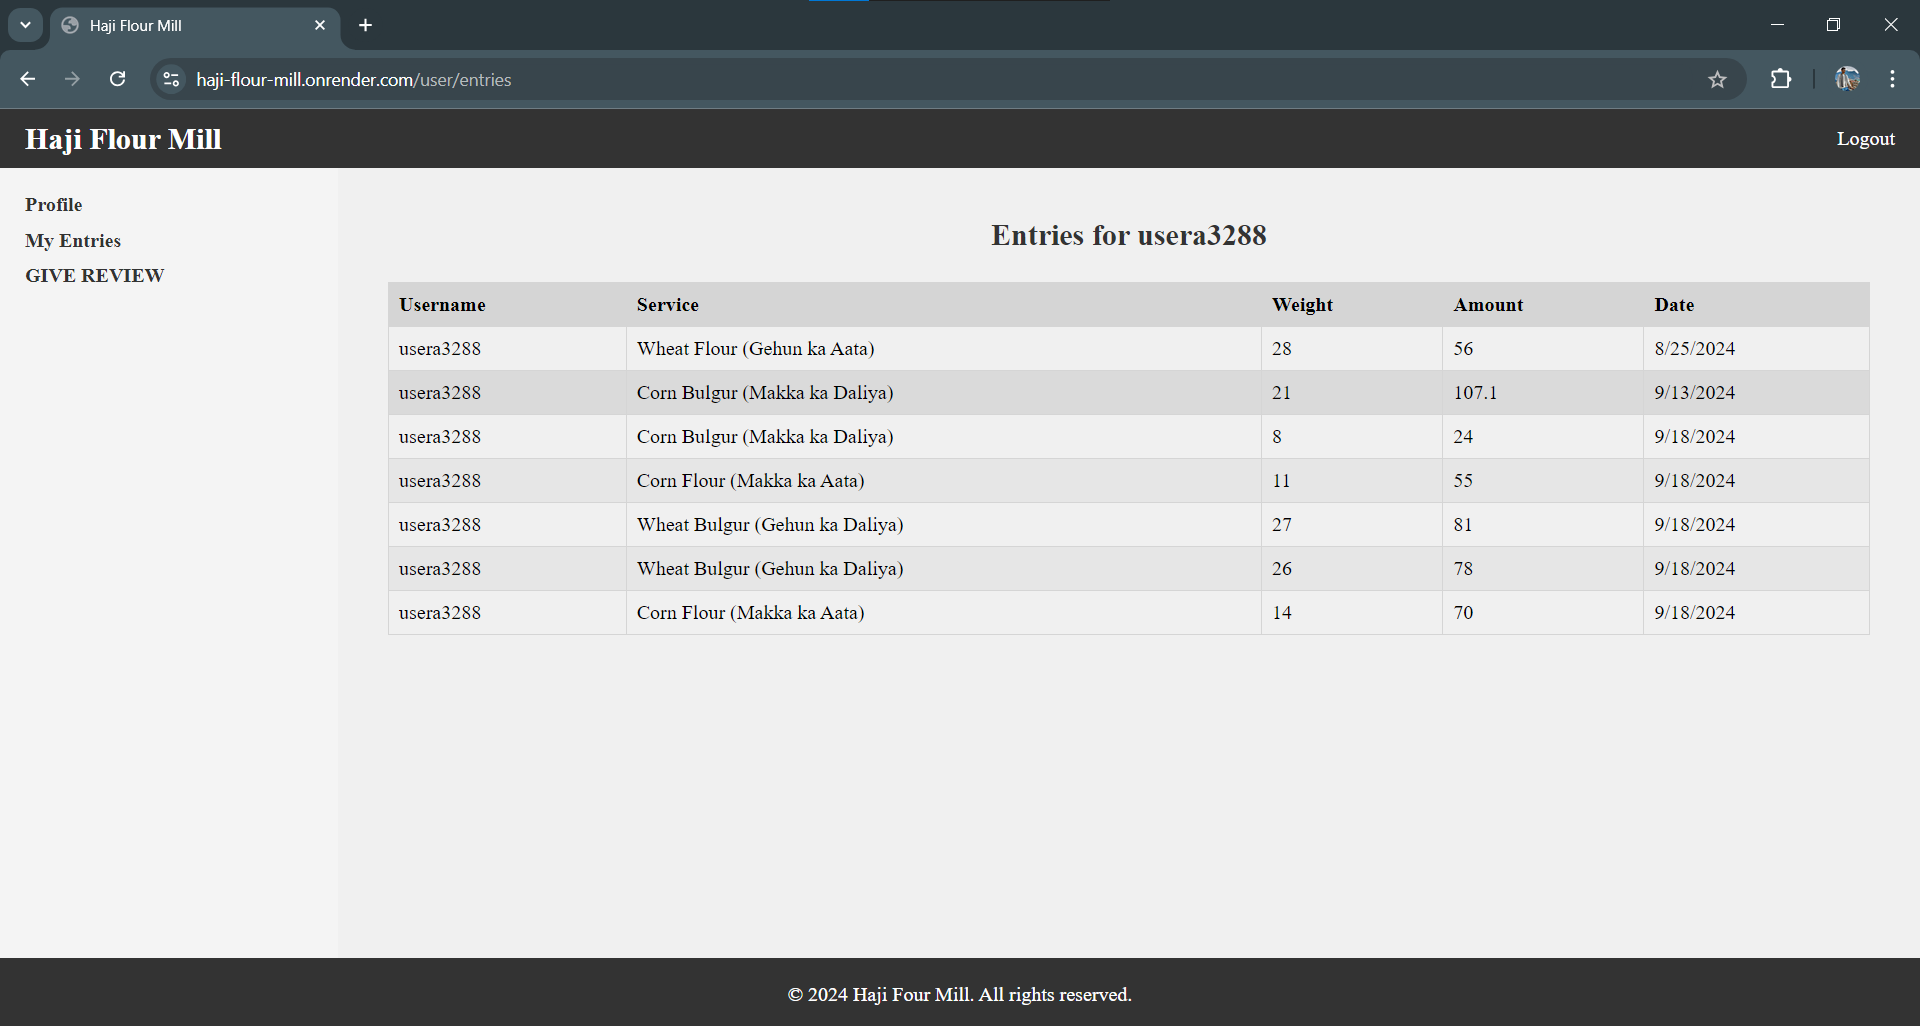 Haji Flour Mill
haji-flour-mill.onrender.com/user/entries
Haji Flour Mill Logout
Profile
My Entries
GIVE REVIEW
Entries for usera3288
Username Service Weight Amount Date
usera3288 Wheat Flour (Gehun ka Aata) 28 56 8/25/2024
usera3288 Corn Bulgur (Makka ka Daliya) 21 107.1 9/13/2024
usera3288 Corn Bulgur (Makka ka Daliya) 8 24 9/18/2024
usera3288 Corn Flour (Makka ka Aata) 11 55 9/18/2024
usera3288 Wheat Bulgur (Gehun ka Daliya) 27 81 9/18/2024
usera3288 Wheat Bulgur (Gehun ka Daliya) 26 78 9/18/2024
usera3288 Corn Flour (Makka ka Aata) 14 70 9/18/2024
© 2024 Haji Four Mill. All rights reserved.